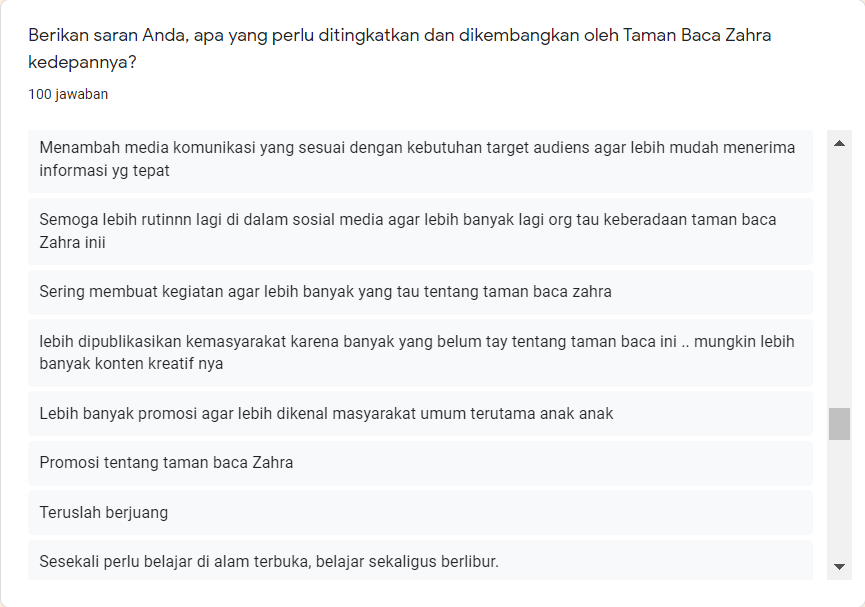 Berikan saran Anda, apa yang perlu ditingkatkan dan dikembangkan oleh Taman Baca Zahra
kedepannya?
100 jawaban
Menambah media komunikasi yang sesuai dengan kebutuhan target audiens agar lebih mudah menerima
informasi yg tepat
Semoga lebih rutinnn lagi di dalam sosial media agar lebih banyak lagi org tau keberadaan taman baca
Zahra inii
Sering membuat kegiatan agar lebih banyak yang tau tentang taman baca zahra
lebih dipublikasikan kemasyarakat karena banyak yang belum tay tentang taman baca ini .. mungkin lebih
banyak konten kreatif nya
Lebih banyak promosi agar lebih dikenal masyarakat umum terutama anak anak
Promosi tentang taman baca Zahra
Teruslah berjuang
Sesekali perlu belajar di alam terbuka, belajar sekaligus berlibur.